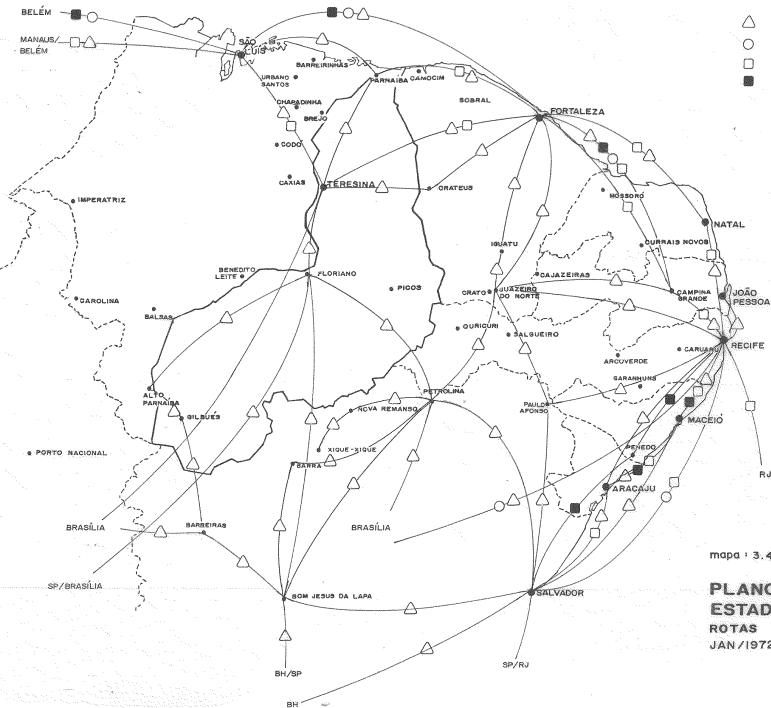 BELÉM
MANAUS/
BELÉM
SÃO
LUIS
BARREIRINHAS
URBANO
SANTOS
PARNAÍBA
CAMOCIM
CHAPADINHA
BREJO
SOBRAL
FORTALEZA
CODÓ
CAXIAS
TERESINA
CRATEUS
MOSSORÓ
IMPERATRIZ
NATAL
IGUATU
CURRAIS NOVOS
BENEDITO
LEITE
FLORIANO
CAJAZEIRAS
PICOS
CRATO
JUAZEIRO
DO NORTE
CAMPINA
GRANDE
JOÃO
PESSOA
CAROLINA
BALSAS
OURICURI
SALGUEIRO
RECIFE
CARUARU
ARCOVERDE
GARANHUNS
ALTO
PARNAÍBA
PETROLINA
NOVA REMANSO
PAULO
AFONSO
GILBUÉS
MACEIÓ
PORTO NACIONAL
XIQUE-XIQUE
BARRA
PENEDO
RJ
ARACAJU
BRASÍLIA
BARREIRAS
BRASÍLIA
SP/BRASÍLIA
BOM JESUS DA LAPA
SALVADOR
BH/SP
SP/RJ
BH
mapa : 3.4
PLANO
ESTAD
ROTAS
JAN/1972